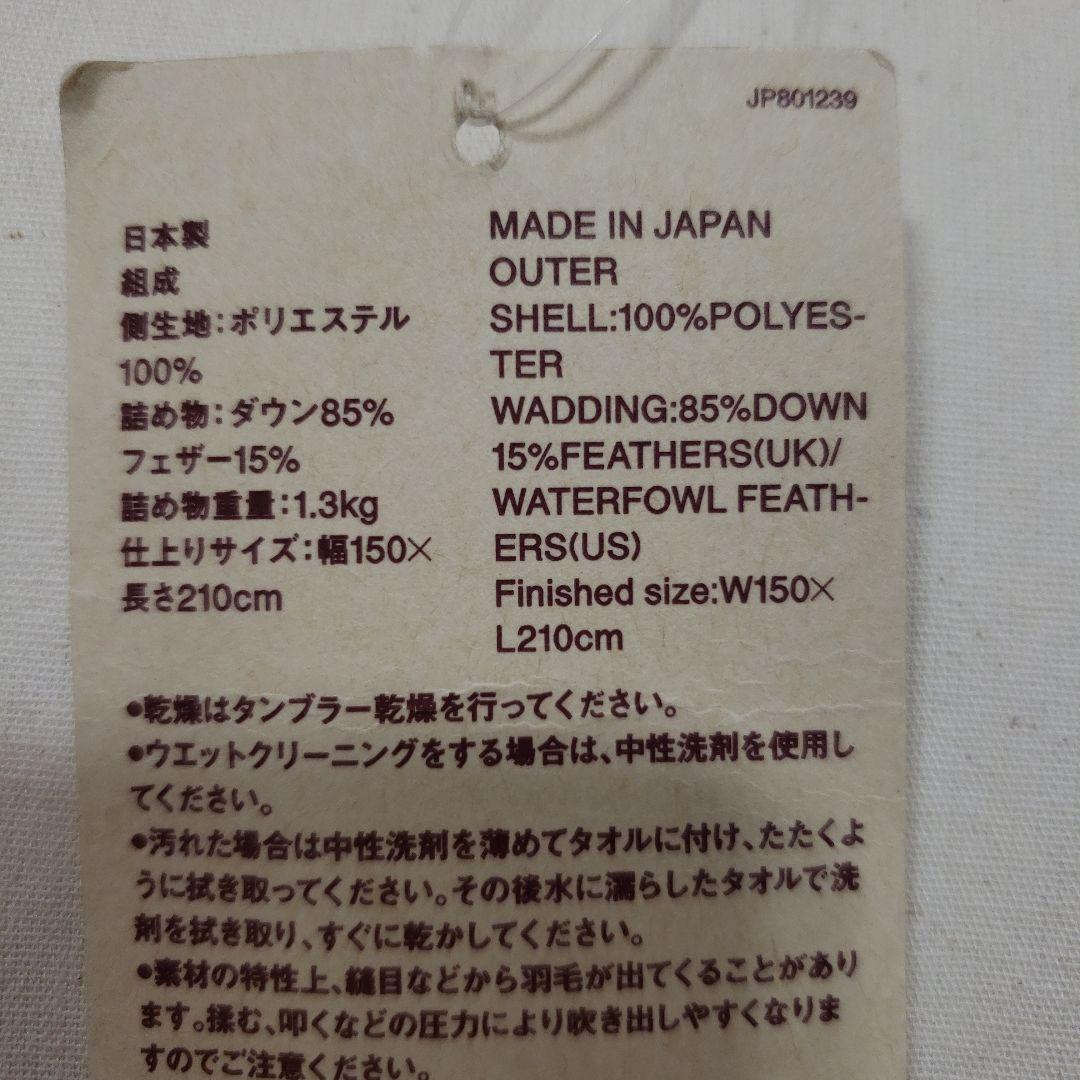 JP801239
日本製
組成
側生地:ポリエステル
100%
詰め物:ダウン85%
フェザー15%
詰め物重量:1.3kg
仕上りサイズ:幅150×
長さ210cm
MADE IN JAPAN
OUTER
SHELL:100%POLYES-
TER
WADDING:85%DOWN
15%FEATHERS(UK)/
WATERFOWL FEATH-
ERS(US)
Finished size:W150×
L210cm
•乾燥はタンブラー乾燥を行ってください。
•ウエットクリーニングをする場合は、中性洗剤を使用し
てください。
•汚れた場合は中性洗剤を薄めてタオルに付け、たたくよ
うに拭き取ってください。その後水に濡らしたタオルで洗
剤を拭き取り、すぐに乾かしてください。
•素材の特性上、縫目などから羽毛が出てくることがあり
ます。揉む、叩くなどの圧力により吹き出しやすくなりま
すのでご注意ください。